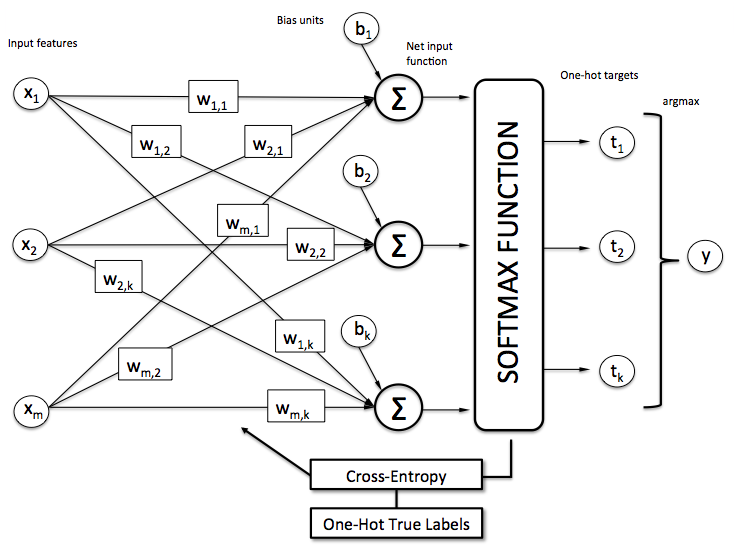 Input features
Bias units
b1
Net input
function
One-hot targets
argmax
x1
w1,1
Σ
w1,2
w2,1
t1
b2
x2
wm,1
w2,2
Σ
SOFTMAX FUNCTION
t2
y
w2,k
w1,k
bk
wm,2
tk
xm
wm,k
Σ
Cross-Entropy
One-Hot True Labels